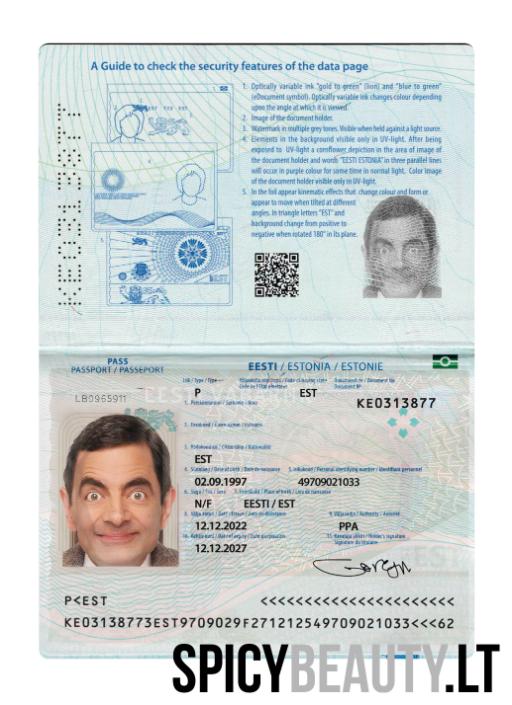 A Guide to check the security features of the data page
1. Optically variable ink "gold to green" (lion) and "blue to green"
(eDocument symbol). Optically variable ink changes colour depending
upon the angle at which it is viewed.
2. Image of the document holder.
3. Watermark in multiple grey tones. Visible when held against a light source.
4. Elements in the background visible only in UV-light. After being
exposed to UV-light a cornflower depiction in the area of image of
the document holder and words "EESTI ESTONIA" in three parallel lines
will occur in purple colour for some time in normal light. Color image
of the document holder visible only in UV-light.
5. In the foil appear kinematic effects that change colour and form or
appear to move when tilted at different
angles. In triangle letters "EST" and
background change from positive to
negative when rotated 180° in its plane.
PASS
PASSPORT / PASSEPORT
EESTI / ESTONIA / ESTONIE
P
EST
LB0965911
KE0313877
EST
02.09.1997
49709021033
N/F
EESTI / EST
12.12.2022
PPA
12.12.2027
P<EST <<<<<<<<<<<<<<<<<<<<<<
KE03138773EST9709029F271212549709021033<<<62
SPICYBEAUTY.LT